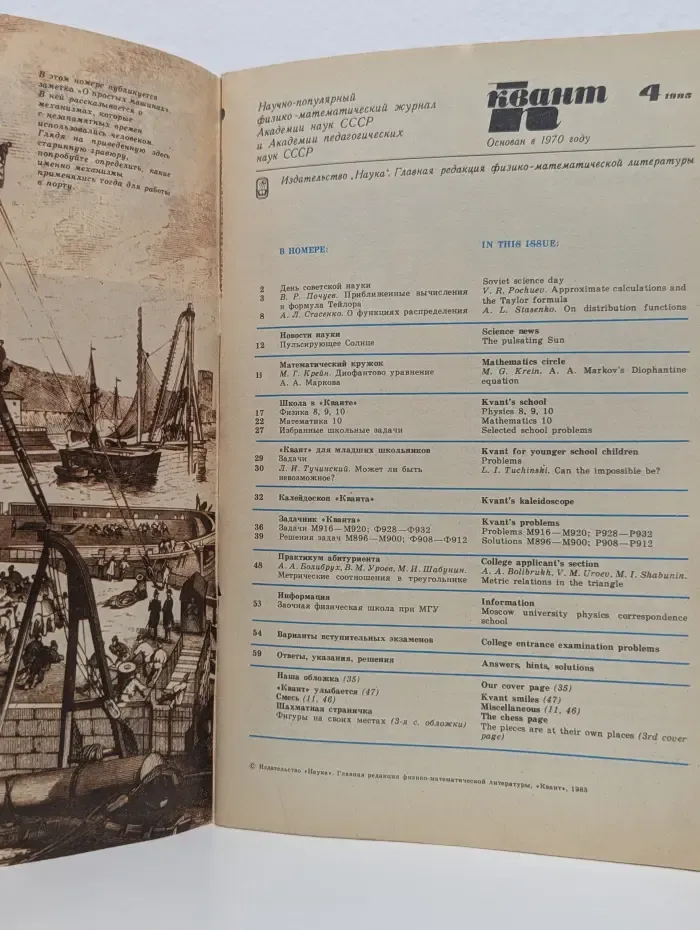 В этом номере публикуется
заметка «О простых машинах».
В ней рассказывается о
механизмах, которые
с незапамятных времен
использовались человеком.
Глядя на приведенную здесь
старинную гравюру,
попробуйте определить, какие
именно механизмы
применялись тогда для работы
в порту.
Научно-популярный
физико-математический журнал
Академии наук СССР
и Академии педагогических
наук СССР
квант
4 1985
Основан в 1970 году
Издательство „Наука“. Главная редакция физико-математической литературы
В НОМЕРЕ:
2 День советской науки
3 В. Р. Почуев. Приближенные вычисления
и формула Тейлора
8 А. Л. Стасенко. О функциях распределения
Новости науки
12 Пульсирующее Солнце
Математический кружок
11 М. Г. Крейн. Диофантово уравнение
А. А. Маркова
Школа в «Кванте»
17 Физика 8, 9, 10
22 Математика 10
27 Избранные школьные задачи
«Квант» для младших школьников
29 Задачи
30 Л. И. Тучинский. Может ли быть
невозможное?
32 Калейдоскоп «Кванта»
Задачник «Кванта»
36 Задачи М916—М920; Ф928—Ф932
39 Решения задач М896—М900; Ф908—Ф912
Практикум абитуриента
48 А. А. Болибрух, В. М. Уроев, М. И. Шабунин.
Метрические соотношения в треугольнике
Информация
53 Заочная физическая школа при МГУ
54 Варианты вступительных экзаменов
59 Ответы, указания, решения
Наша обложка (35)
«Квант» улыбается (47)
Смесь (11, 46)
Шахматная страничка
Фигуры на своих местах (3-я с. обложки)
IN THIS ISSUE:
Soviet science day
V. R. Pochuev. Approximate calculations and
the Taylor formula
A. L. Stasenko. On distribution functions
Science news
The pulsating Sun
Mathematics circle
M. G. Krein. A. A. Markov's Diophantine
equation
Kvant's school
Physics 8, 9, 10
Mathematics 10
Selected school problems
Kvant for younger school children
Problems
L. I. Tuchinski. Can the impossible be?
Kvant's kaleidoscope
Kvant's problems
Problems M916—M920; P928—P932
Solutions M896—M900; P908—P912
College applicant's section
A. A. Bolibrukh, V. M. Uroev, M. I. Shabunin.
Metric relations in the triangle
Information
Moscow university physics correspondence
school
College entrance examination problems
Answers, hints, solutions
Our cover page (35)
Kvant smiles (47)
Miscellaneous (11, 46)
The chess page
The pieces are at their own places (3rd cover
page)
© Издательство «Наука». Главная редакция физико-математической литературы, «Квант», 1985